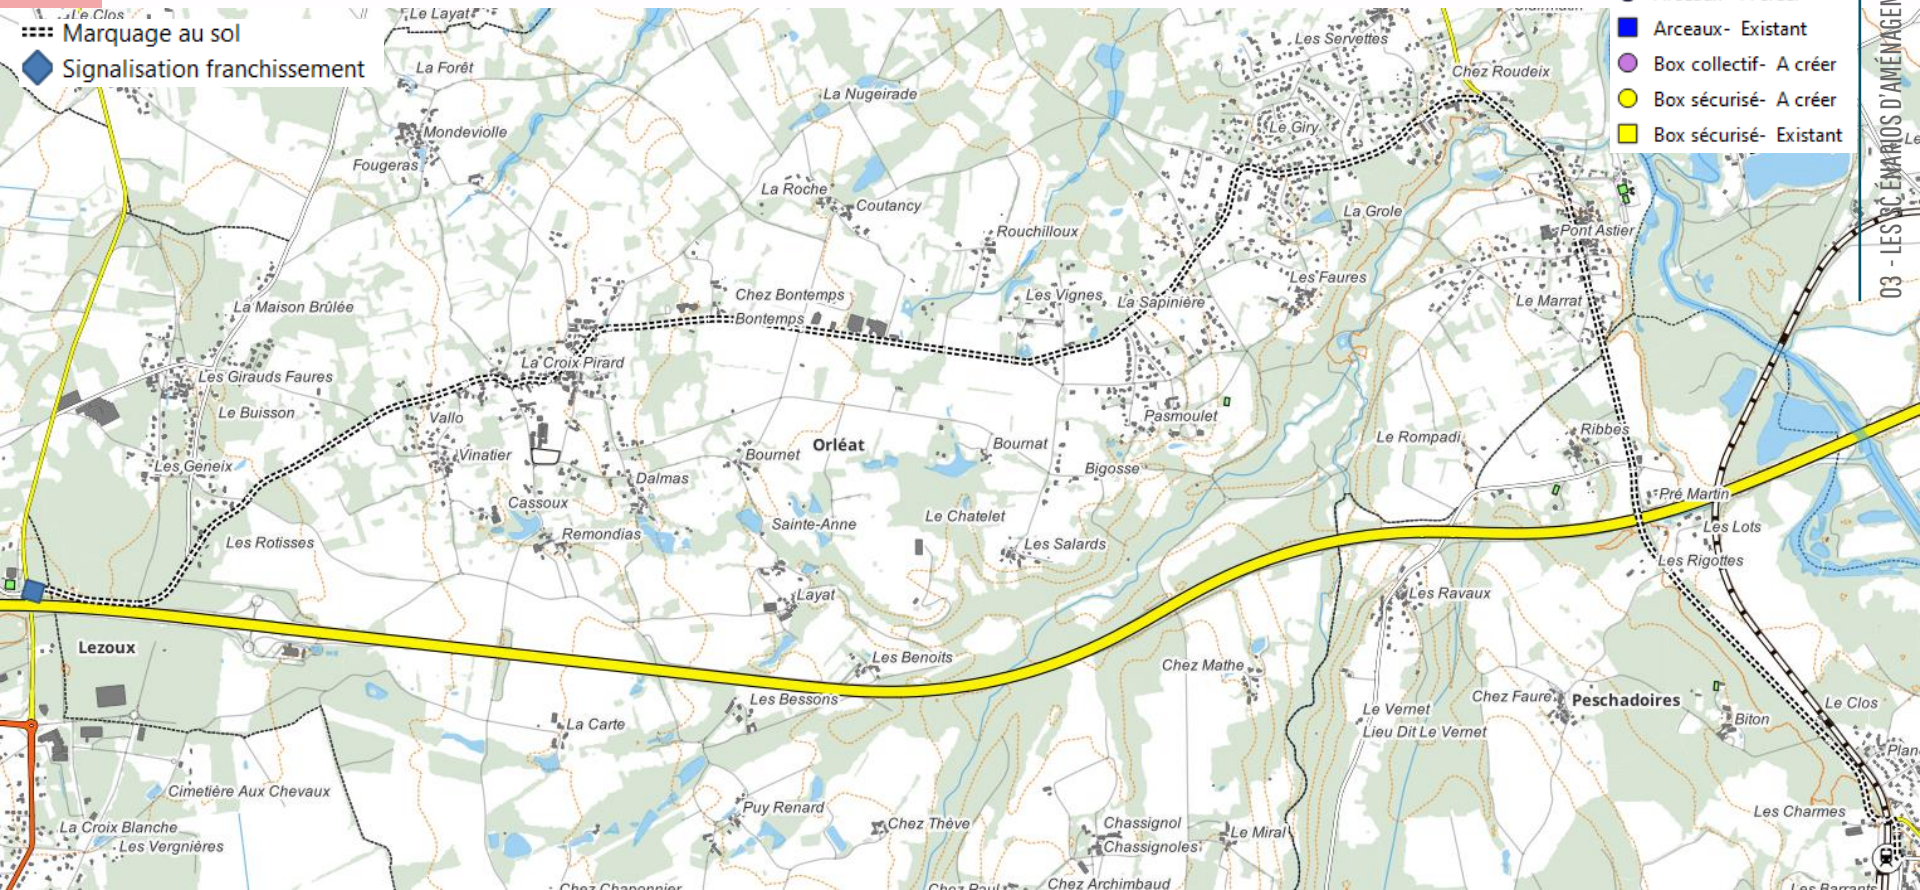 Le Clos
Marquage au sol
Signalisation franchissement
Le Layat
La Forêt
Mondeviolle
Fougeras
La Nugeirade
La Roche
Coutancy
Rouchilloux
Les Servettes
Chez Roudeix
Le Giry
La Grole
Pont Astier
Arceaux- Existant
Box collectif- A créer
Box sécurisé- A créer
Box sécurisé- Existant
03 - LES SCENARIOS D'AMÉNAGEM
La Maison Brûlée
Chez Bontemps
Bontemps
Les Vignes
La Sapinière
Les Faures
Le Marrat
La Croix Pirard
Les Girauds Faures
Le Buisson
Vallo
Vinatier
Les Geneix
Orléat
Bournet
Bournat
Pasmoulet
Bigosse
Le Rompadi
Ribbes
Dalmas
Cassoux
Remondias
Sainte-Anne
Le Chatelet
Les Salards
Pré Martin
Les Lots
Les Rigottes
Les Rotisses
Layat
Les Ravaux
Lezoux
Les Benoits
Les Bessons
Chez Mathe
Chez Faure
Peschadoires
Le Clos
Biton
Le Vernet
Lieu Dit Le Vernet
La Carte
Plan
Cimetière Aux Chevaux
Puy Renard
Chez Thève
Chassignol
Chassignoles
Le Miral
Les Charmes
La Croix Blanche
Les Vergnières
Chez Chaponnier
Chez Paul
Chez Archimbaud
Les Barrants